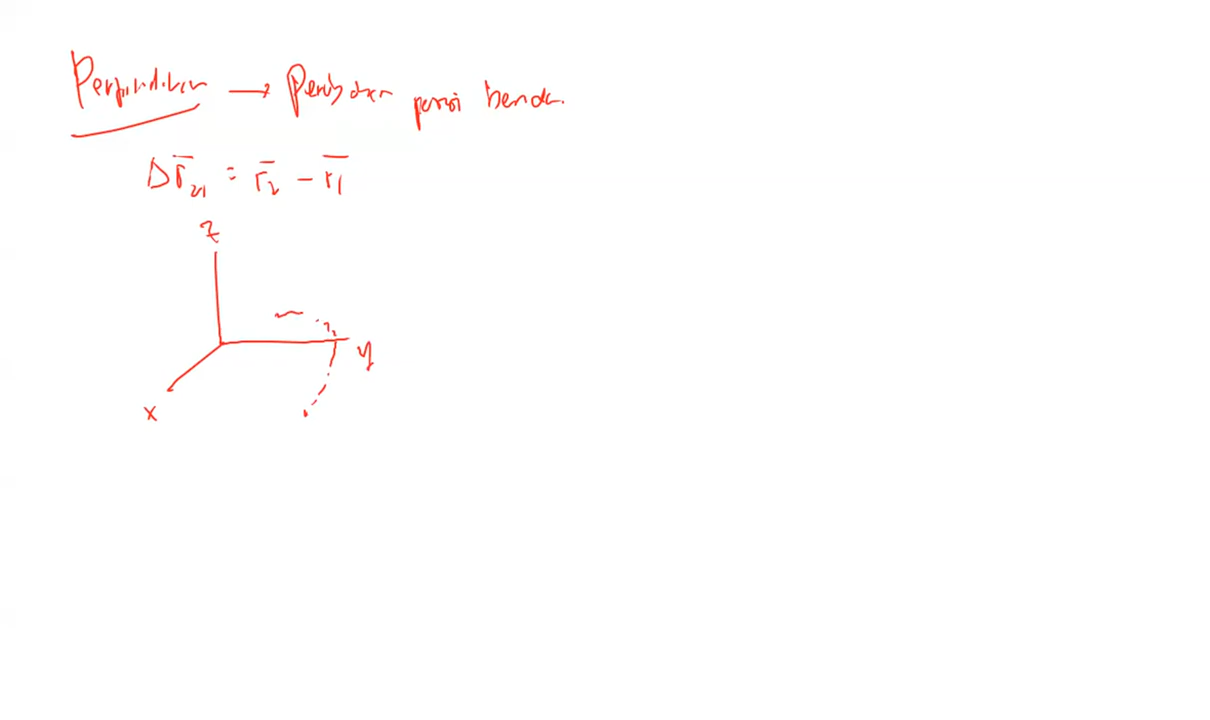 Perpindahan → Perubahan posisi benda.
Δr̅₂₁ = r̅₂ − r̅₁
z
y
x